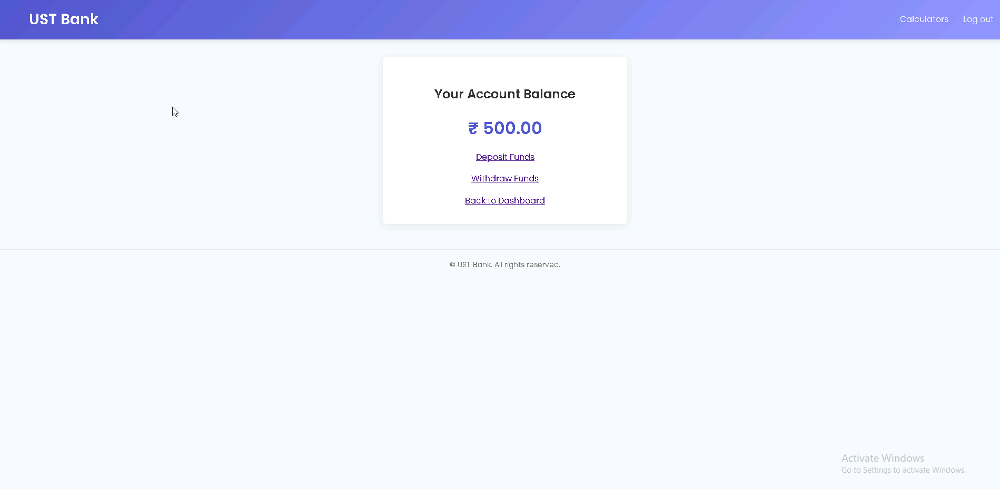 UST Bank
Calculators
Log out
Your Account Balance
₹ 500.00
Deposit Funds
Withdraw Funds
Back to Dashboard
© UST Bank. All rights reserved.
Activate Windows
Go to Settings to activate Windows.